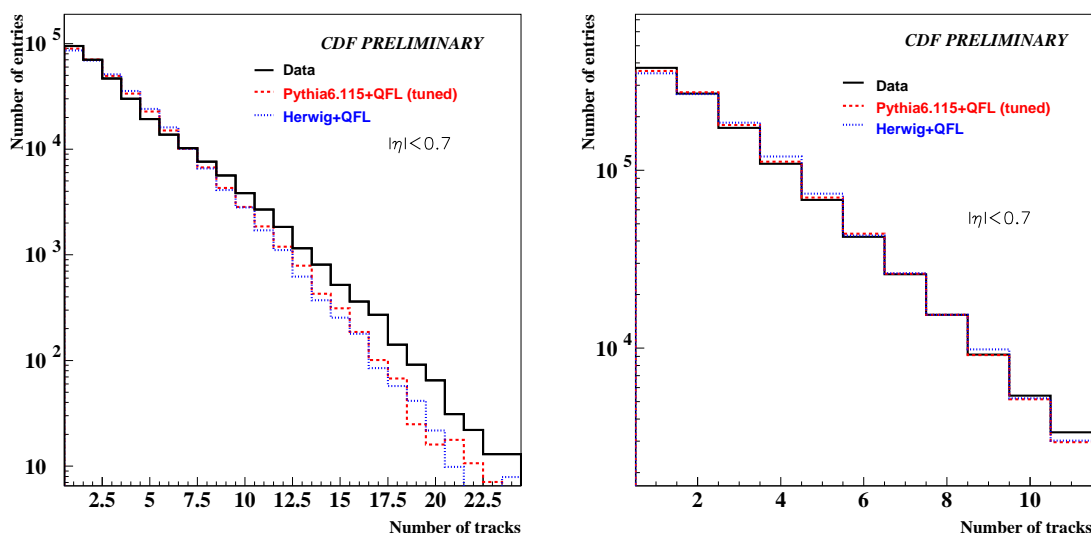 Number of entries
10 5
10 4
10 3
10 2
10
CDF PRELIMINARY
Data
Pythia6.115+QFL (tuned)
Herwig+QFL
|η|<0.7
2.5 5 7.5 10 12.5 15 17.5 20 22.5
Number of tracks
Number of entries
10 5
10 4
CDF PRELIMINARY
Data
Pythia6.115+QFL (tuned)
Herwig+QFL
|η|<0.7
2 4 6 8 10
Number of tracks